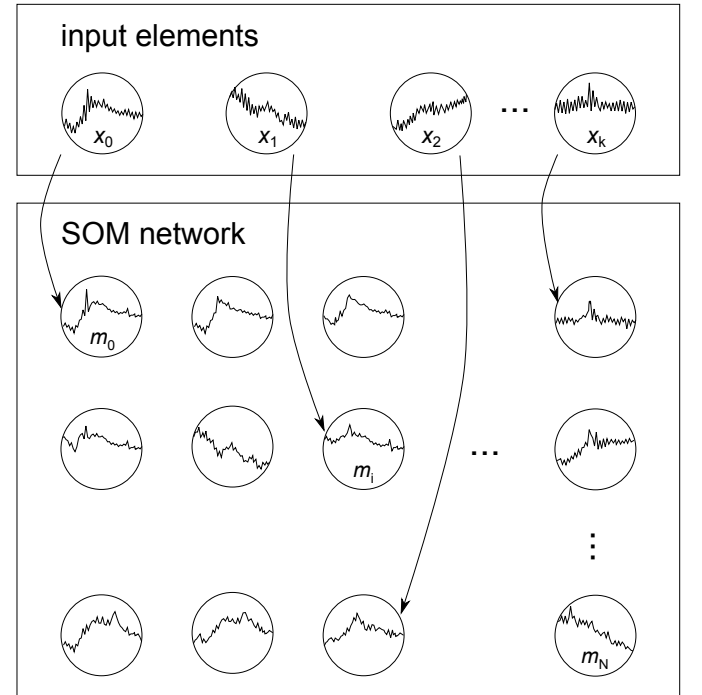 input elements
x0 x1 x2 ... xk
SOM network
m0
mi ...
⋮
mN